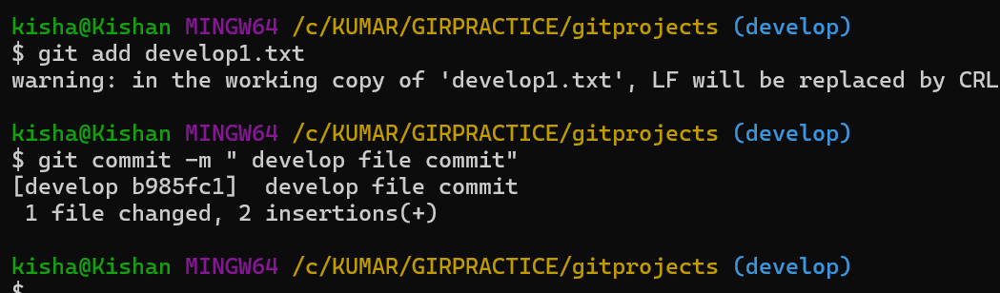 kisha@Kishan MINGW64 /c/KUMAR/GIRPRACTICE/gitprojects (develop)
$ git add develop1.txt
warning: in the working copy of 'develop1.txt', LF will be replaced by CRL
kisha@Kishan MINGW64 /c/KUMAR/GIRPRACTICE/gitprojects (develop)
$ git commit -m " develop file commit"
[develop b985fc1]  develop file commit
 1 file changed, 2 insertions(+)
kisha@Kishan MINGW64 /c/KUMAR/GIRPRACTICE/gitprojects (develop)
$